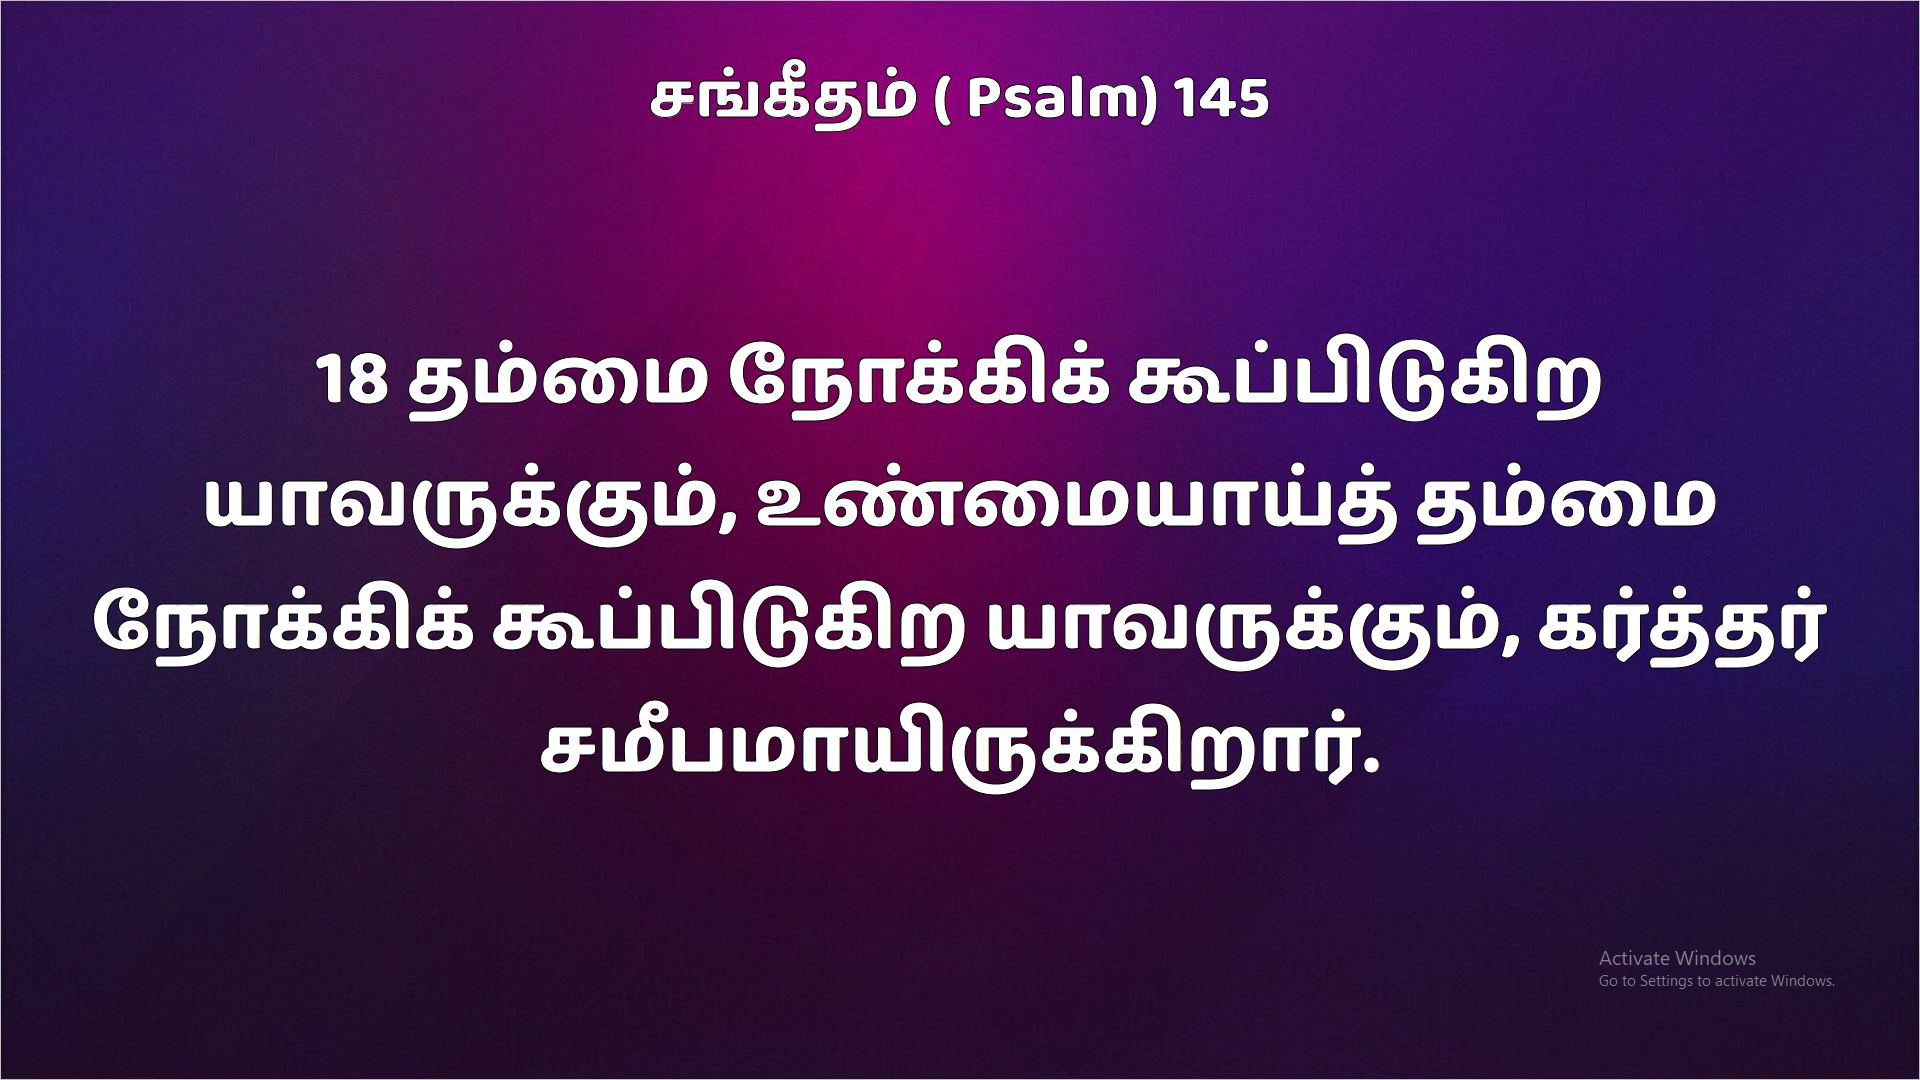 சங்கீதம் ( Psalm) 145
18 தம்மை நோக்கிக் கூப்பிடுகிற
யாவருக்கும், உண்மையாய்த் தம்மை
நோக்கிக் கூப்பிடுகிற யாவருக்கும், கர்த்தர்
சமீபமாயிருக்கிறார்.
Activate Windows
Go to Settings to activate Windows.